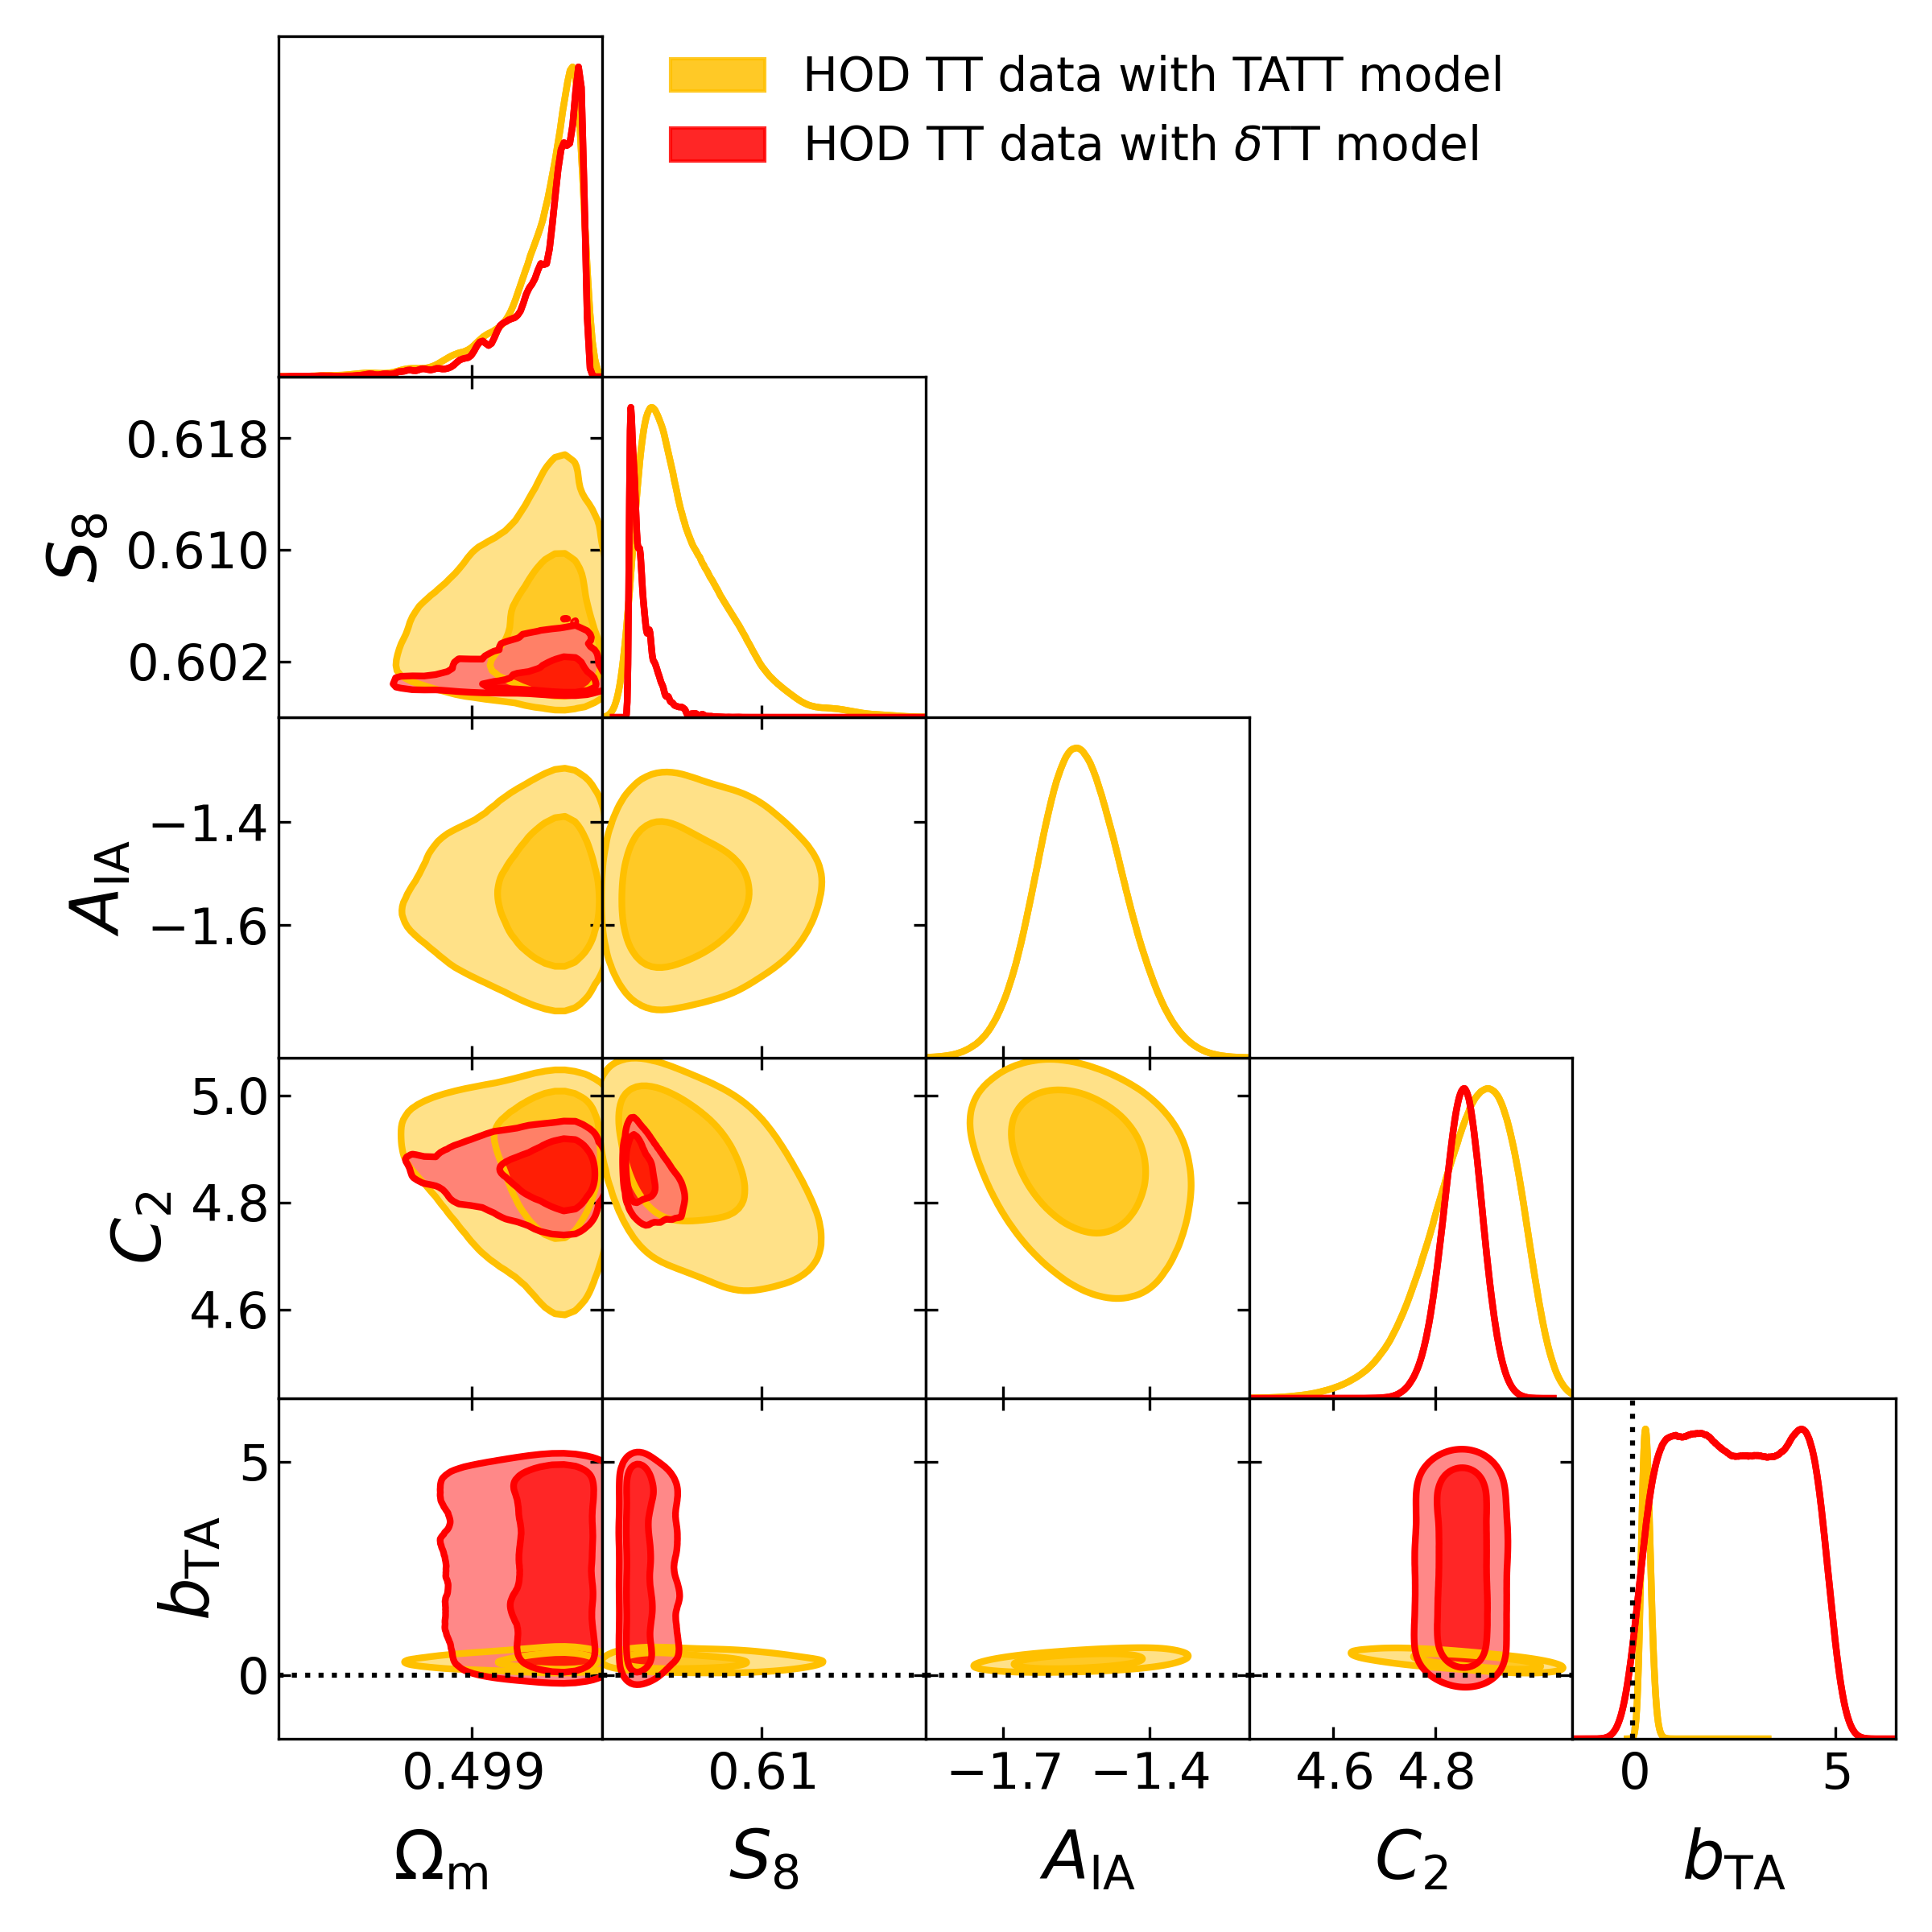 HOD TT data with TATT model
HOD TT data with δTT model
0.618
0.610
0.602
S8
−1.4
−1.6
AIA
5.0
4.8
4.6
C2
5
0
bTA
0.499
0.61
−1.7 −1.4
4.6 4.8
0 5
Ωm
S8
AIA
C2
bTA